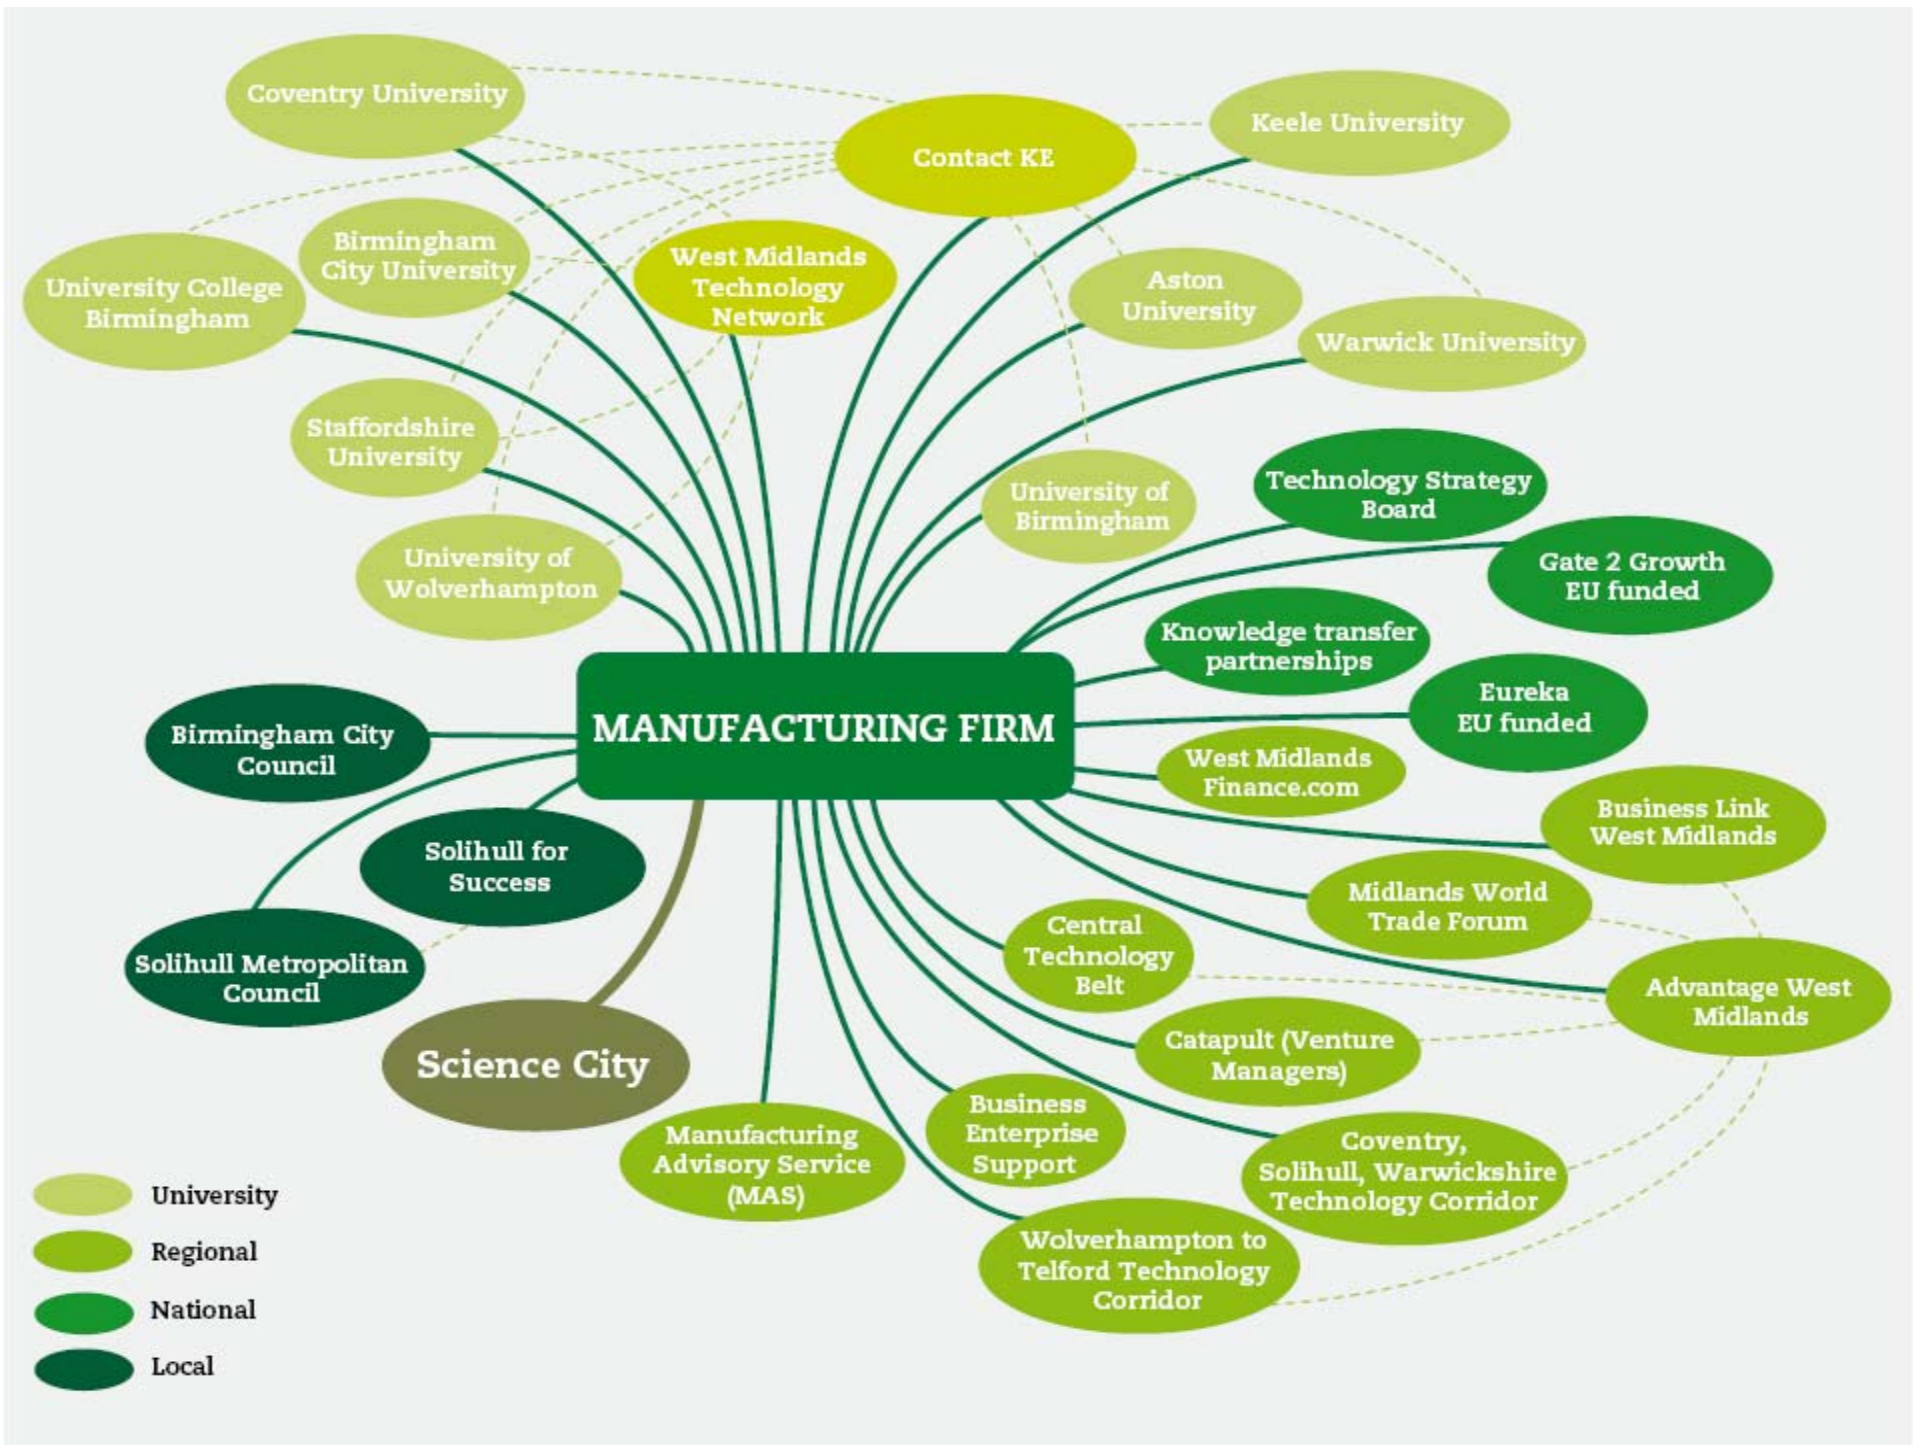 Coventry University
Contact KE
Keele University
Birmingham
City University
University College
Birmingham
West Midlands
Technology
Network
Aston
University
Warwick University
Staffordshire
University
University of
Birmingham
Technology Strategy
Board
University of
Wolverhampton
Gate 2 Growth
EU funded
Knowledge transfer
partnerships
Eureka
EU funded
MANUFACTURING FIRM
Birmingham City
Council
West Midlands
Finance.com
Business Link
West Midlands
Solihull for
Success
Midlands World
Trade Forum
Central
Technology
Belt
Solihull Metropolitan
Council
Advantage West
Midlands
Science City
Catapult (Venture
Managers)
Business
Enterprise
Support
Manufacturing
Advisory Service
(MAS)
Coventry,
Solihull, Warwickshire
Technology Corridor
Wolverhampton to
Telford Technology
Corridor
University
Regional
National
Local